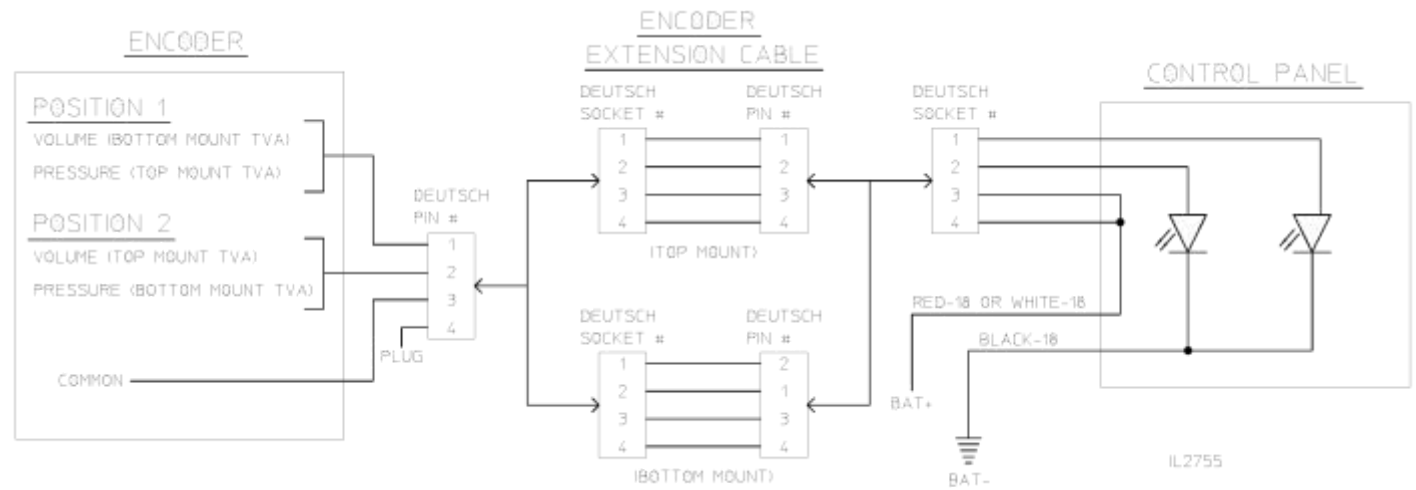 ENCODER
POSITION 1
VOLUME (BOTTOM MOUNT TVA)
PRESSURE (TOP MOUNT TVA)
POSITION 2
VOLUME (TOP MOUNT TVA)
PRESSURE (BOTTOM MOUNT TVA)
COMMON
DEUTSCH
PIN #
1
2
3
4
PLUG
ENCODER
EXTENSION CABLE
DEUTSCH
SOCKET #
1
2
3
4
DEUTSCH
PIN #
1
2
3
4
(TOP MOUNT)
DEUTSCH
SOCKET #
1
2
3
4
DEUTSCH
PIN #
2
1
3
4
(BOTTOM MOUNT)
DEUTSCH
SOCKET #
1
2
3
4
CONTROL PANEL
RED-18 OR WHITE-18
BLACK-18
BAT+
BAT-
IL2755